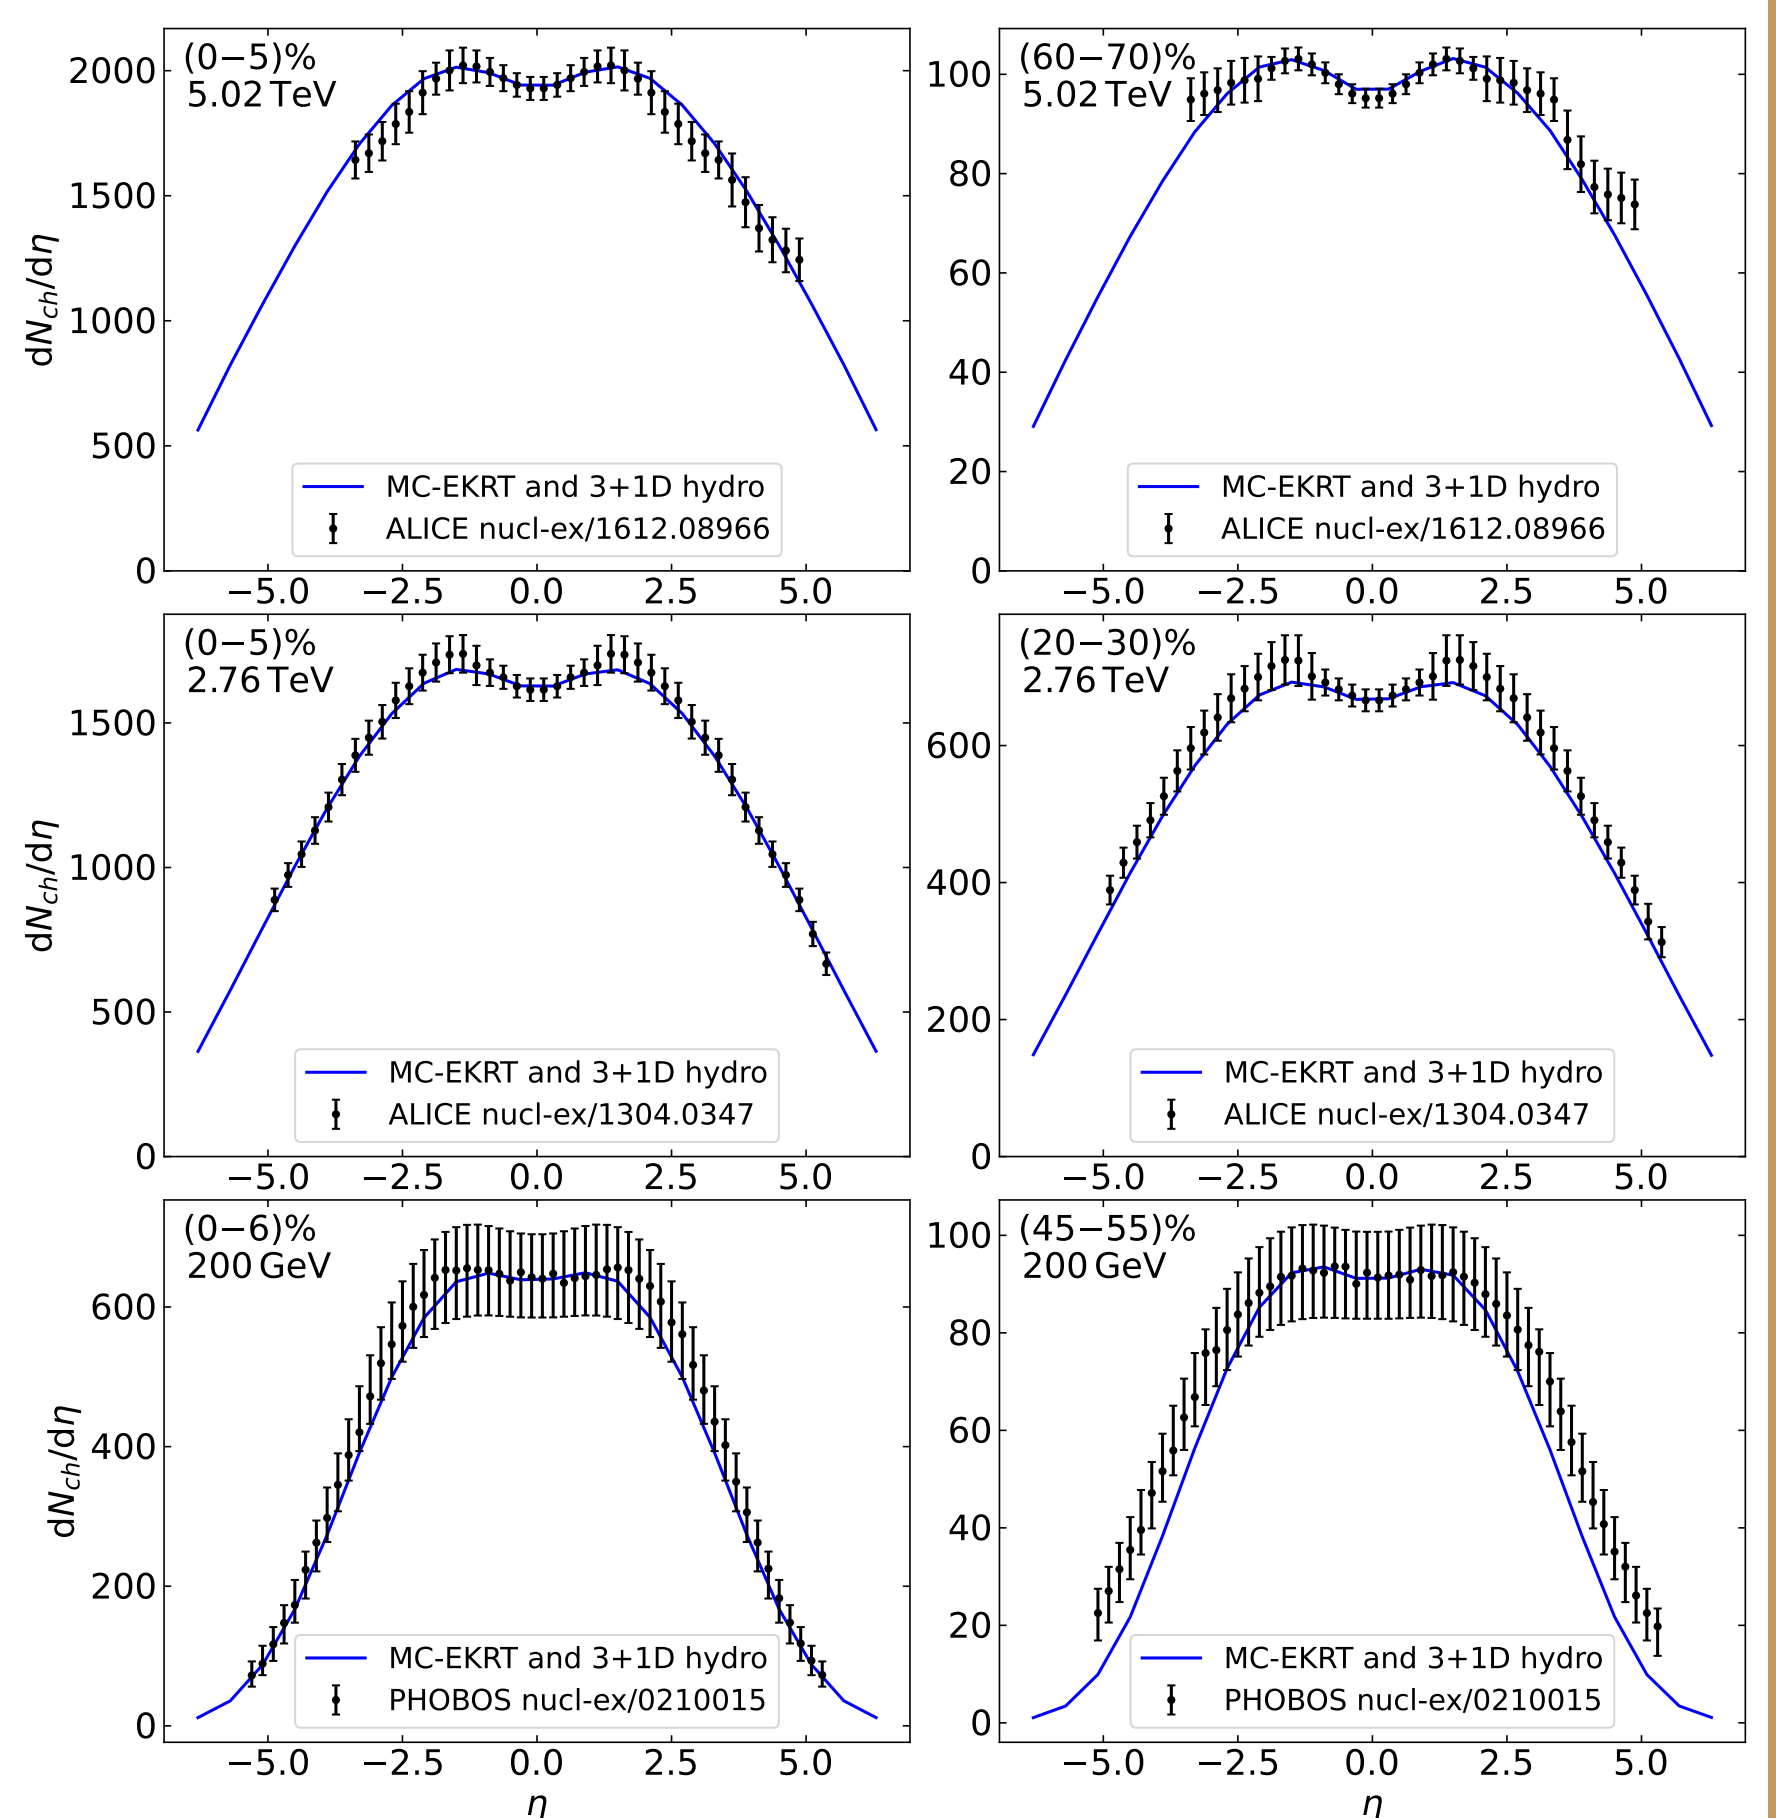 (0−5)%
5.02 TeV
dN_ch/dη
2000
1500
1000
500
0
MC-EKRT and 3+1D hydro
ALICE nucl-ex/1612.08966
−5.0 −2.5 0.0 2.5 5.0
(60−70)%
5.02 TeV
100
80
60
40
20
0
MC-EKRT and 3+1D hydro
ALICE nucl-ex/1612.08966
−5.0 −2.5 0.0 2.5 5.0
(0−5)%
2.76 TeV
dN_ch/dη
1500
1000
500
0
MC-EKRT and 3+1D hydro
ALICE nucl-ex/1304.0347
−5.0 −2.5 0.0 2.5 5.0
(20−30)%
2.76 TeV
600
400
200
0
MC-EKRT and 3+1D hydro
ALICE nucl-ex/1304.0347
−5.0 −2.5 0.0 2.5 5.0
(0−6)%
200 GeV
dN_ch/dη
600
400
200
0
MC-EKRT and 3+1D hydro
PHOBOS nucl-ex/0210015
−5.0 −2.5 0.0 2.5 5.0
η
(45−55)%
200 GeV
100
80
60
40
20
0
MC-EKRT and 3+1D hydro
PHOBOS nucl-ex/0210015
−5.0 −2.5 0.0 2.5 5.0
η